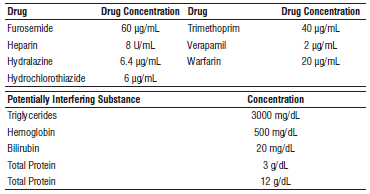 Drug Drug Concentration Drug Drug Concentration
Furosemide 60 µg/mL Trimethoprim 40 µg/mL
Heparin 8 U/mL Verapamil 2 µg/mL
Hydralazine 6.4 µg/mL Warfarin 20 µg/mL
Hydrochlorothiazide 6 µg/mL
Potentially Interfering Substance Concentration
Triglycerides 3000 mg/dL
Hemoglobin 500 mg/dL
Bilirubin 20 mg/dL
Total Protein 3 g/dL
Total Protein 12 g/dL